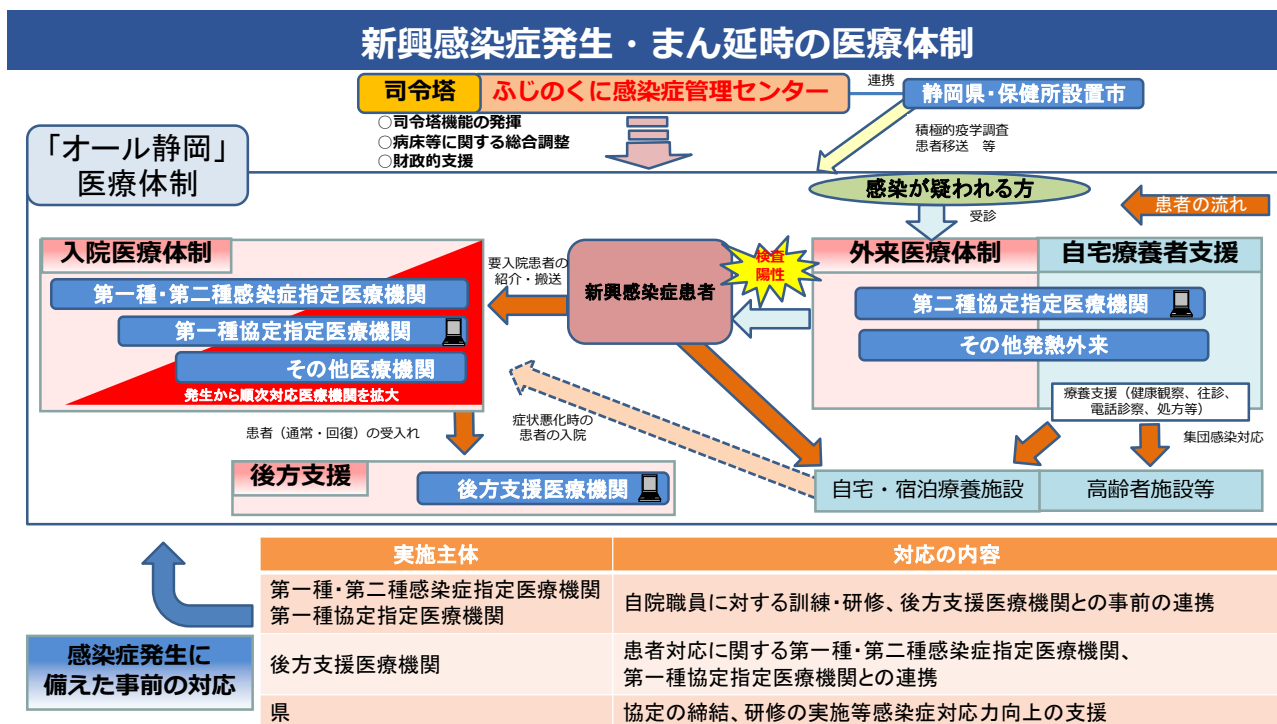 新興感染症発生・まん延時の医療体制
司令塔
ふじのくに感染症管理センター
連携
静岡県・保健所設置市
○司令塔機能の発揮
○病床等に関する総合調整
○財政的支援
積極的疫学調査
患者移送　等
「オール静岡」
医療体制
感染が疑われる方
受診
患者の流れ
入院医療体制
第一種・第二種感染症指定医療機関
第一種協定指定医療機関
その他医療機関
発生から順次対応医療機関を拡大
要入院患者の
紹介・搬送
新興感染症患者
検査
陽性
外来医療体制
自宅療養者支援
第二種協定指定医療機関
その他発熱外来
療養支援（健康観察、往診、
電話診察、処方等）
集団感染対応
症状悪化時の
患者の入院
患者（通常・回復）の受入れ
後方支援
後方支援医療機関
自宅・宿泊療養施設
高齢者施設等
感染症発生に
備えた事前の対応
実施主体
対応の内容
第一種・第二種感染症指定医療機関
第一種協定指定医療機関
自院職員に対する訓練・研修、後方支援医療機関との事前の連携
後方支援医療機関
患者対応に関する第一種・第二種感染症指定医療機関、
第一種協定指定医療機関との連携
県
協定の締結、研修の実施等感染症対応力向上の支援